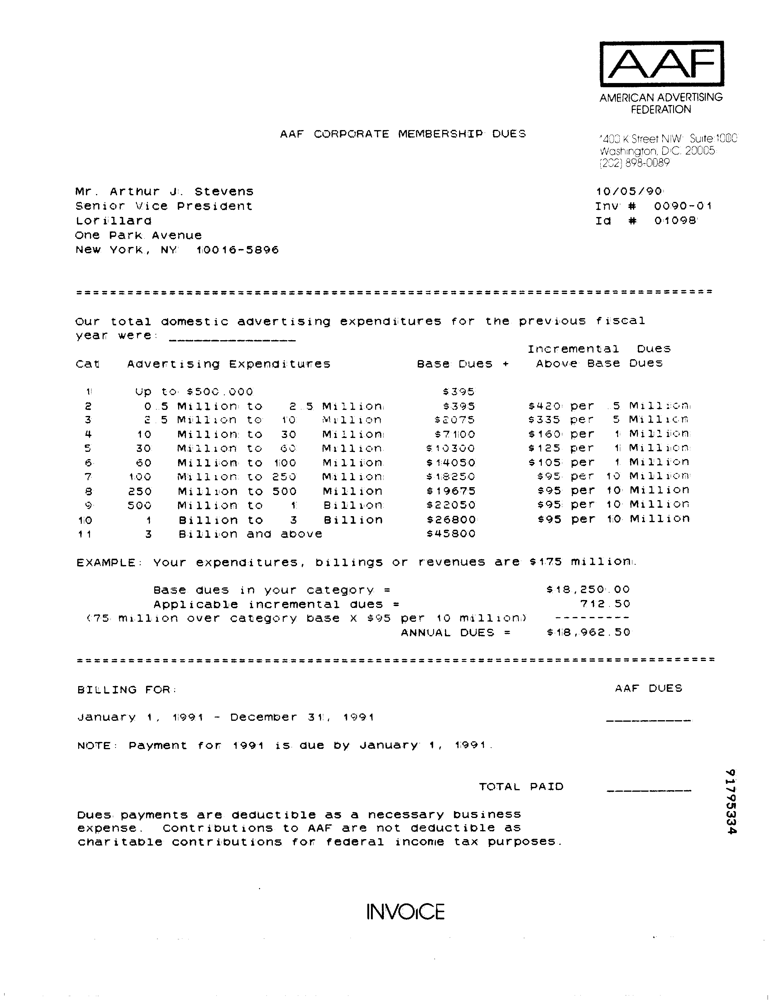 AAF
AMERICAN ADVERTISING
FEDERATION
AAF CORPORATE MEMBERSHIP DUES
1400 K Street N.W. Suite 1000
Washington, D.C. 20005
(202) 898-0089
Mr. Arthur J. Stevens
Senior Vice President
Lorillard
One Park Avenue
New York, NY 10016-5896
10/05/90
Inv # 0090-01
Id # 01098
===========================================================================
Our total domestic advertising expenditures for the previous fiscal
year were: _______________
Incremental Dues
Cat Advertising Expenditures Base Dues + Above Base Dues
1 Up to $500,000 $395
2 0.5 Million to 2.5 Million $395 $420 per .5 Million
3 2.5 Million to 10 Million $2075 $335 per .5 Million
4 10 Million to 30 Million $7100 $160 per 1 Million
5 30 Million to 60 Million $10300 $125 per 1 Million
6 60 Million to 100 Million $14050 $105 per 1 Million
7 100 Million to 250 Million $18250 $95 per 10 Million
8 250 Million to 500 Million $19675 $95 per 10 Million
9 500 Million to 1 Billion $22050 $95 per 10 Million
10 1 Billion to 3 Billion $26800 $95 per 10 Million
11 3 Billion and above $45800
EXAMPLE: Your expenditures, billings or revenues are $175 million.
Base dues in your category = $18,250.00
Applicable incremental dues = 712.50
(75 million over category base X $95 per 10 million) ---------
ANNUAL DUES = $18,962.50
===========================================================================
BILLING FOR: AAF DUES
January 1, 1991 - December 31, 1991 __________
NOTE: Payment for 1991 is due by January 1, 1991.
TOTAL PAID __________
Dues payments are deductible as a necessary business
expense. Contributions to AAF are not deductible as
charitable contributions for federal income tax purposes.
91795334
INVOICE